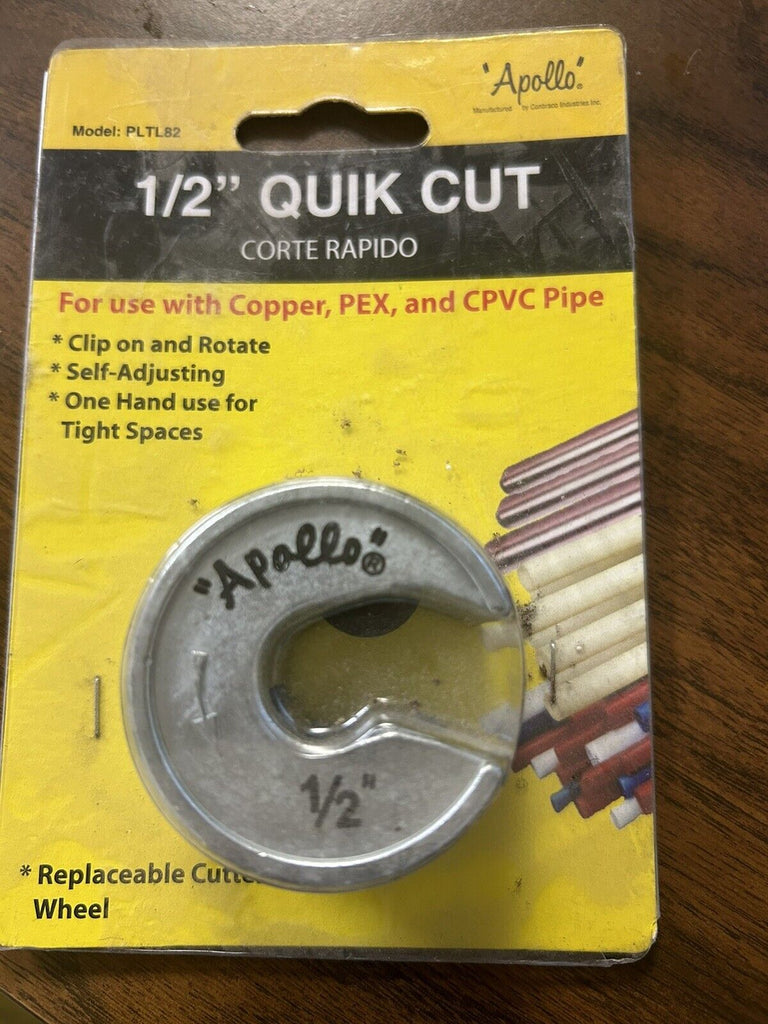 "Apollo"®
Manufactured by Conbraco Industries Inc.
Model: PLTL82
1/2” QUIK CUT
CORTE RAPIDO
For use with Copper, PEX, and CPVC Pipe
* Clip on and Rotate
* Self-Adjusting
* One Hand use for
Tight Spaces
"Apollo"®
1/2"
* Replaceable
Wheel